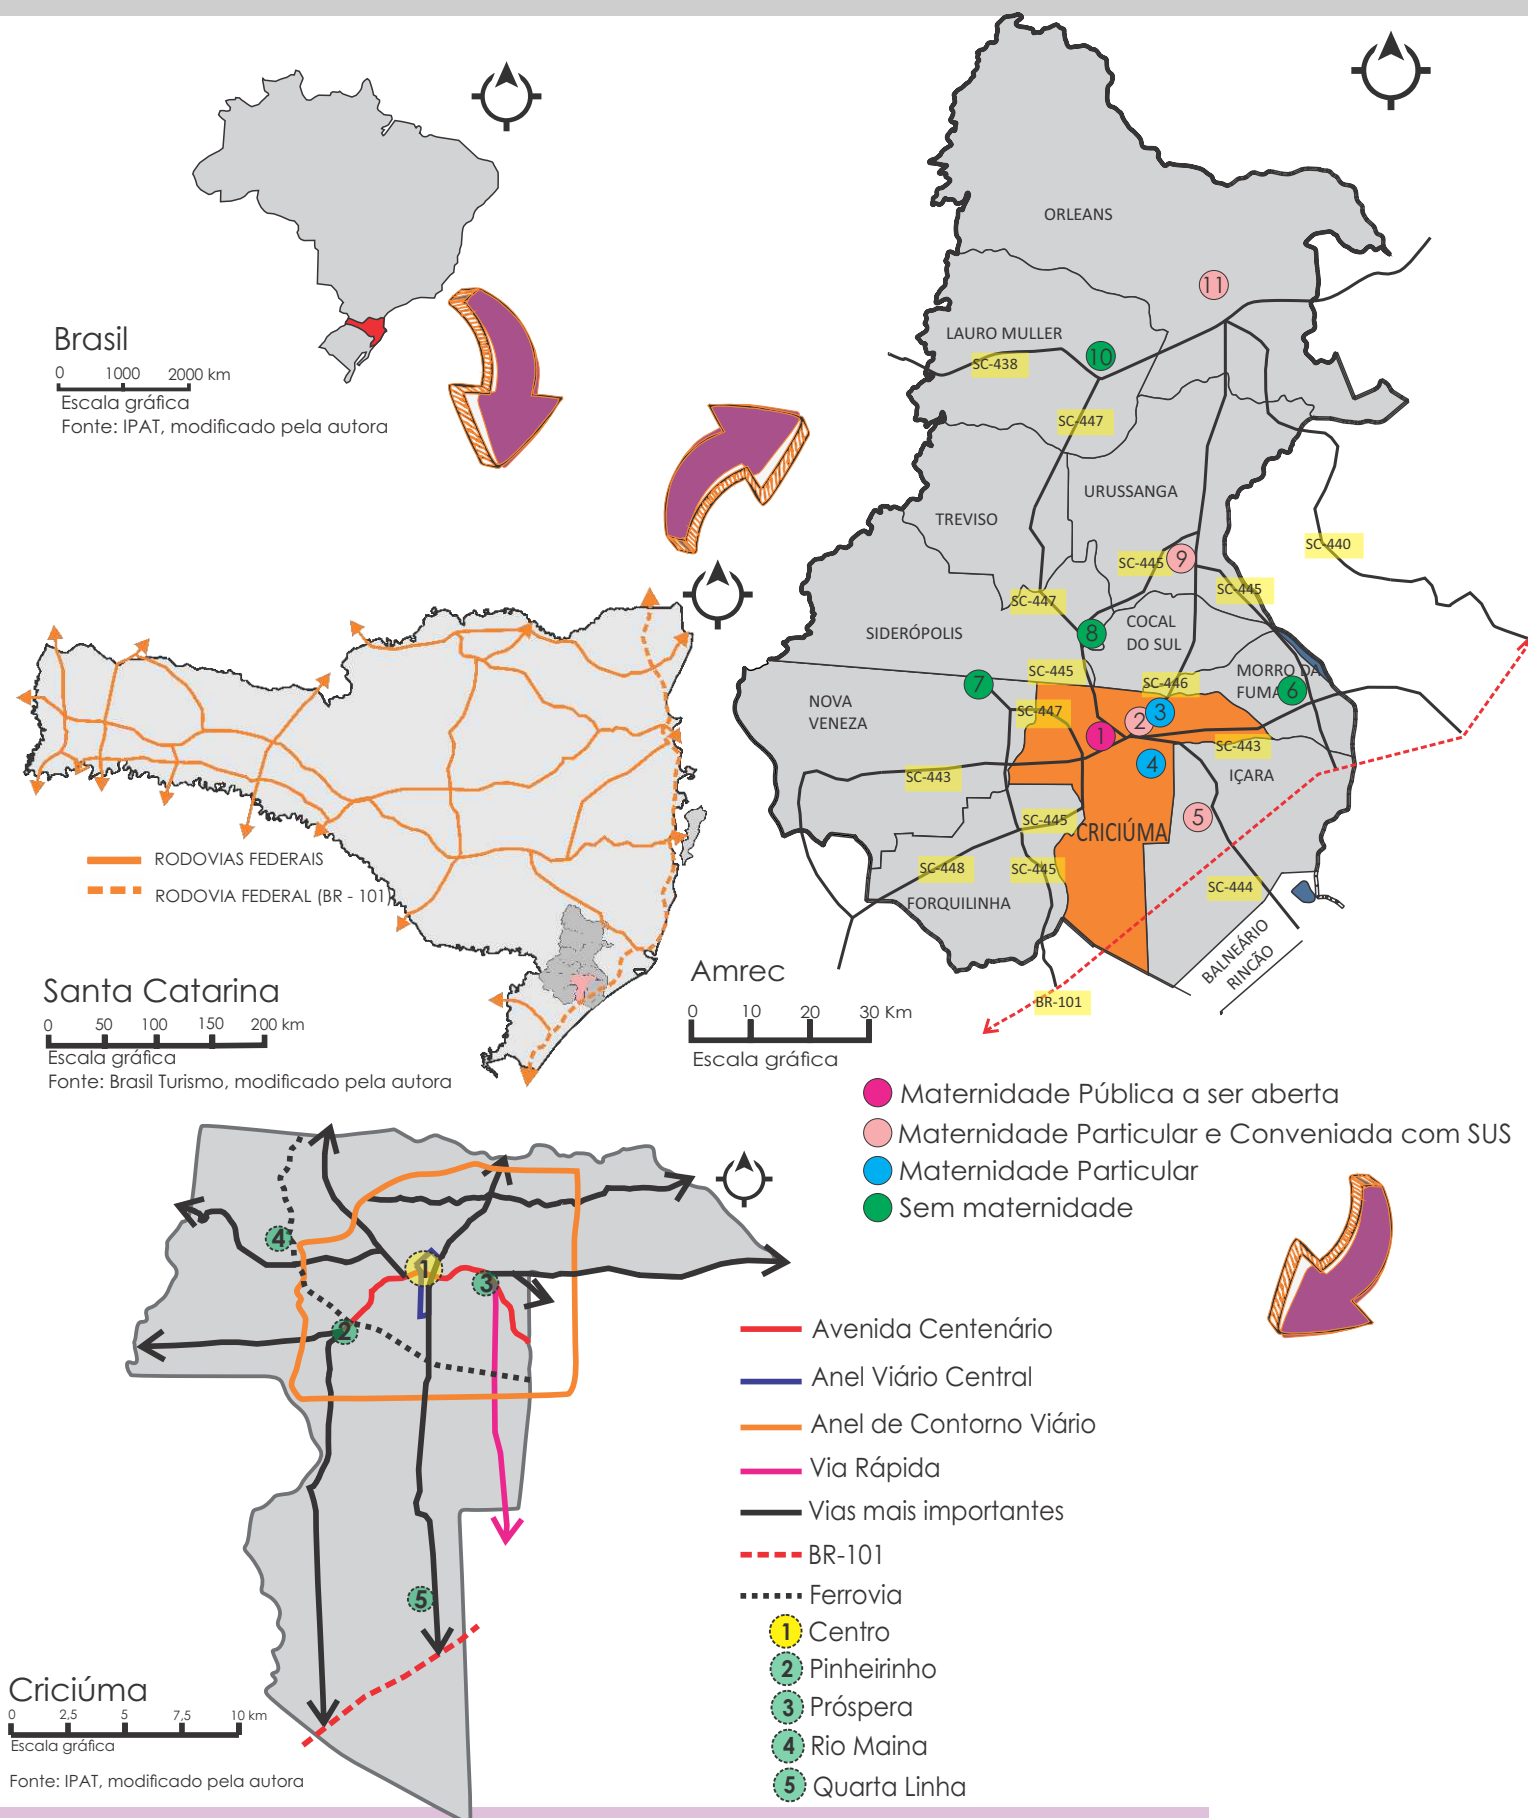 Brasil
0 1000 2000 km
Escala gráfica
Fonte: IPAT, modificado pela autora
ORLEANS
11
LAURO MULLER
10
SC-438
SC-447
URUSSANGA
TREVISO
SC-440
SC-445
9
SC-445
SC-447
SIDERÓPOLIS
8
COCAL
DO SUL
SC-445
SC-446
MORRO DA
FUMA
6
7
NOVA
VENEZA
SC-447
1
2
3
SC-443
4
IÇARA
SC-443
5
SC-445
CRICIÚMA
SC-448
SC-445
SC-444
FORQUILINHA
BALNEÁRIO
RINCÃO
BR-101
RODOVIAS FEDERAIS
RODOVIA FEDERAL (BR - 101)
Santa Catarina
0 50 100 150 200 km
Escala gráfica
Fonte: Brasil Turismo, modificado pela autora
Amrec
0 10 20 30 Km
Escala gráfica
Maternidade Pública a ser aberta
Maternidade Particular e Conveniada com SUS
Maternidade Particular
Sem maternidade
4
1
3
2
5
Avenida Centenário
Anel Viário Central
Anel de Contorno Viário
Via Rápida
Vias mais importantes
BR-101
Ferrovia
1 Centro
2 Pinheirinho
3 Próspera
4 Rio Maina
5 Quarta Linha
Criciúma
0 2,5 5 7,5 10 km
Escala gráfica
Fonte: IPAT, modificado pela autora